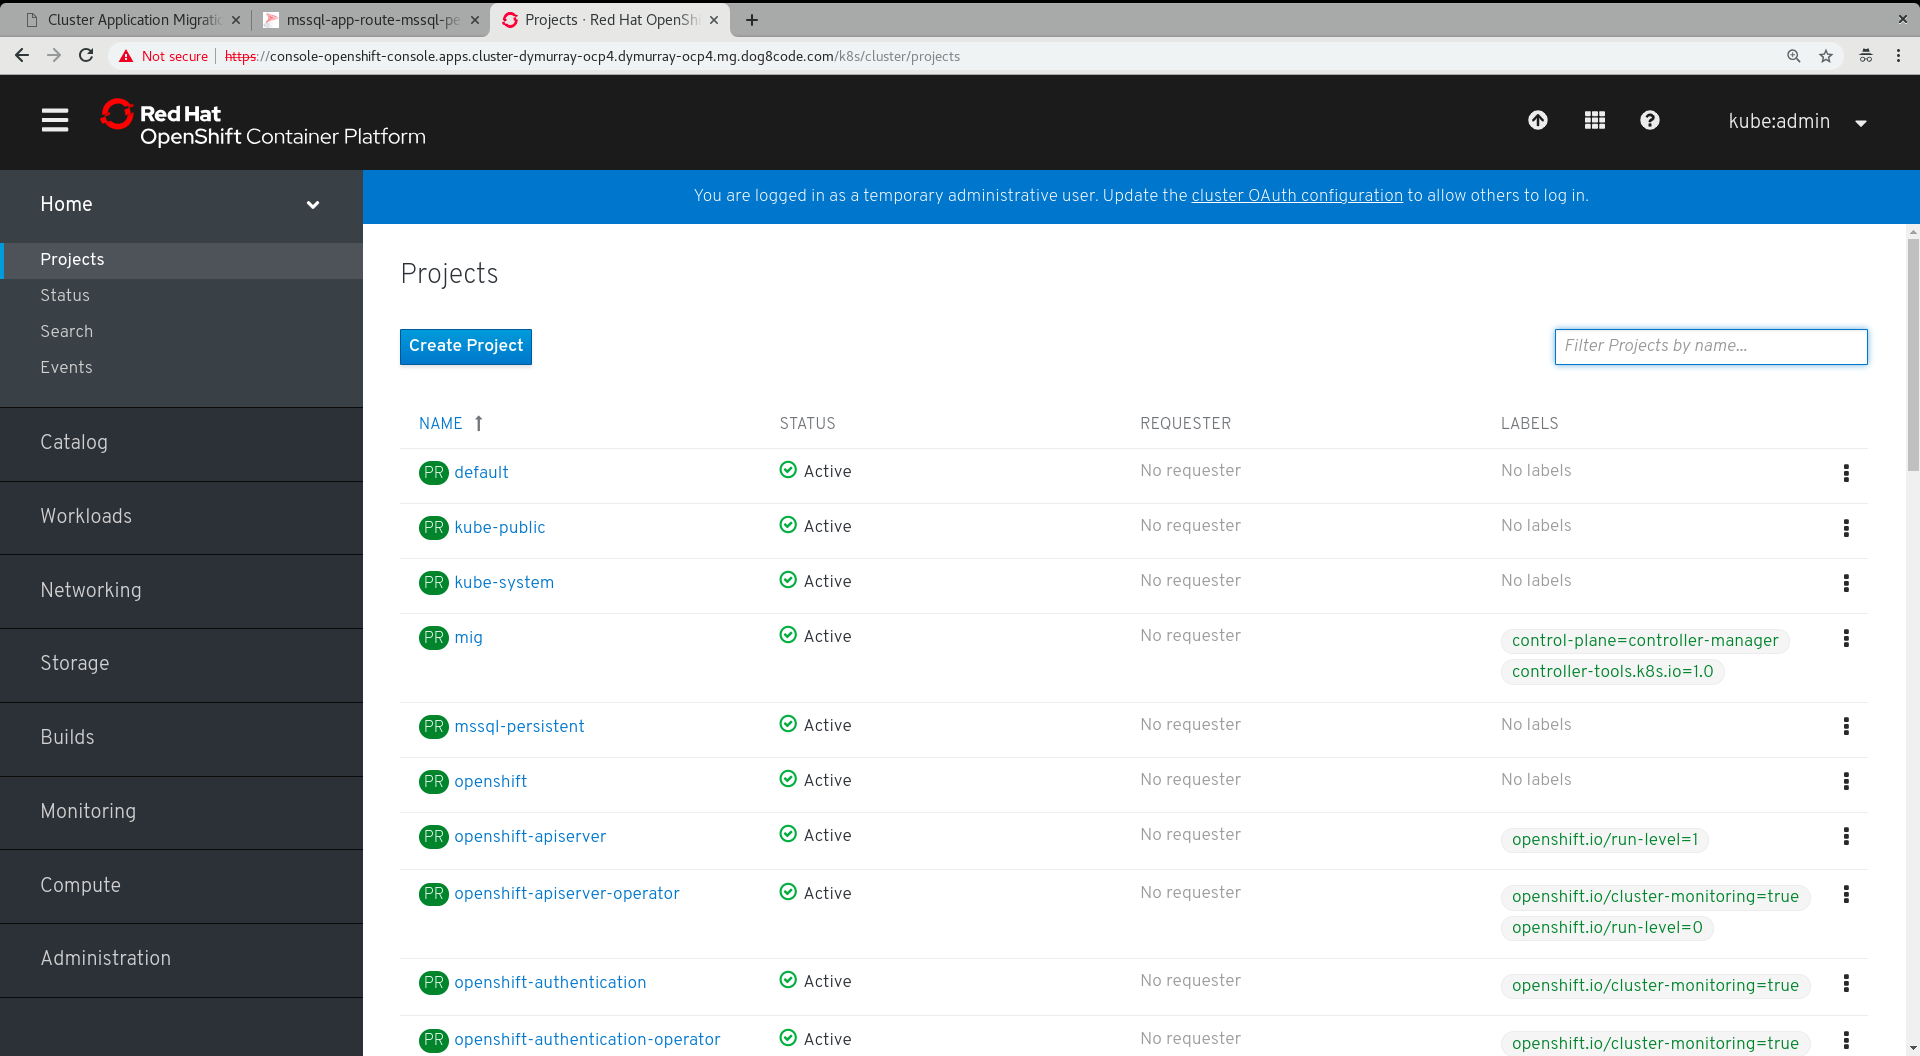 Cluster Application Migratio
mssql-app-route-mssql-pe
Projects · Red Hat OpenShi
Not secure
https://console-openshift-console.apps.cluster-dymurray-ocp4.dymurray-ocp4.mg.dog8code.com/k8s/cluster/projects
Red Hat
OpenShift Container Platform
kube:admin
You are logged in as a temporary administrative user. Update the cluster OAuth configuration to allow others to log in.
Home
Projects
Status
Search
Events
Catalog
Workloads
Networking
Storage
Builds
Monitoring
Compute
Administration
Projects
Create Project
Filter Projects by name...
NAME STATUS REQUESTER LABELS
PR default Active No requester No labels
PR kube-public Active No requester No labels
PR kube-system Active No requester No labels
PR mig Active No requester control-plane=controller-manager
controller-tools.k8s.io=1.0
PR mssql-persistent Active No requester No labels
PR openshift Active No requester No labels
PR openshift-apiserver Active No requester openshift.io/run-level=1
PR openshift-apiserver-operator Active No requester openshift.io/cluster-monitoring=true
openshift.io/run-level=0
PR openshift-authentication Active No requester openshift.io/cluster-monitoring=true
PR openshift-authentication-operator Active No requester openshift.io/cluster-monitoring=true